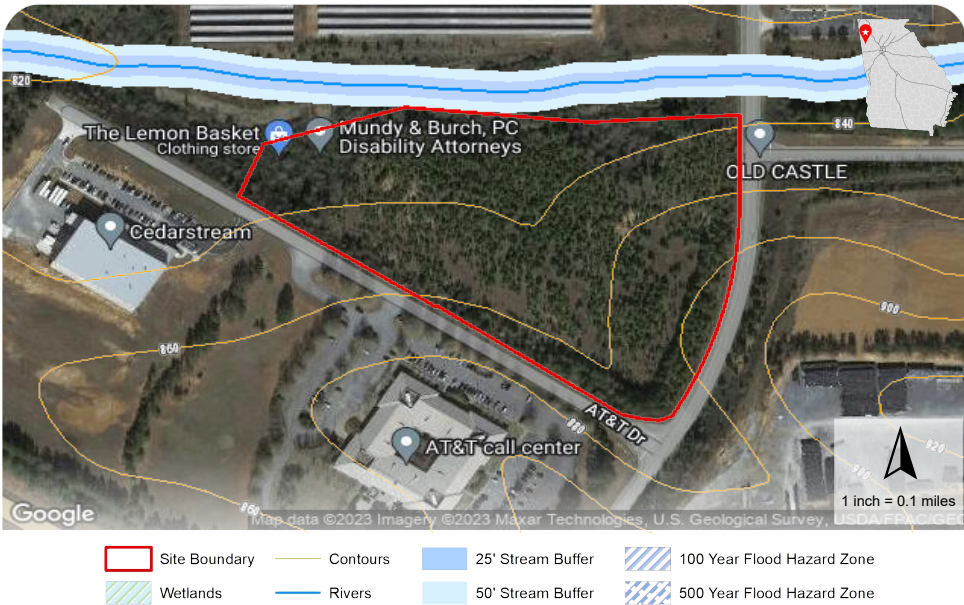 820
840
The Lemon Basket
Clothing store
Mundy & Burch, PC
Disability Attorneys
OLD CASTLE
Cedarstream
860
900
AT&T Dr
880
AT&T call center
920
900
860
1 inch = 0.1 miles
Google
Map data ©2023 Imagery ©2023 Maxar Technologies, U.S. Geological Survey, USDA/FPAC/GEO
Site Boundary
Contours
25' Stream Buffer
100 Year Flood Hazard Zone
Wetlands
Rivers
50' Stream Buffer
500 Year Flood Hazard Zone